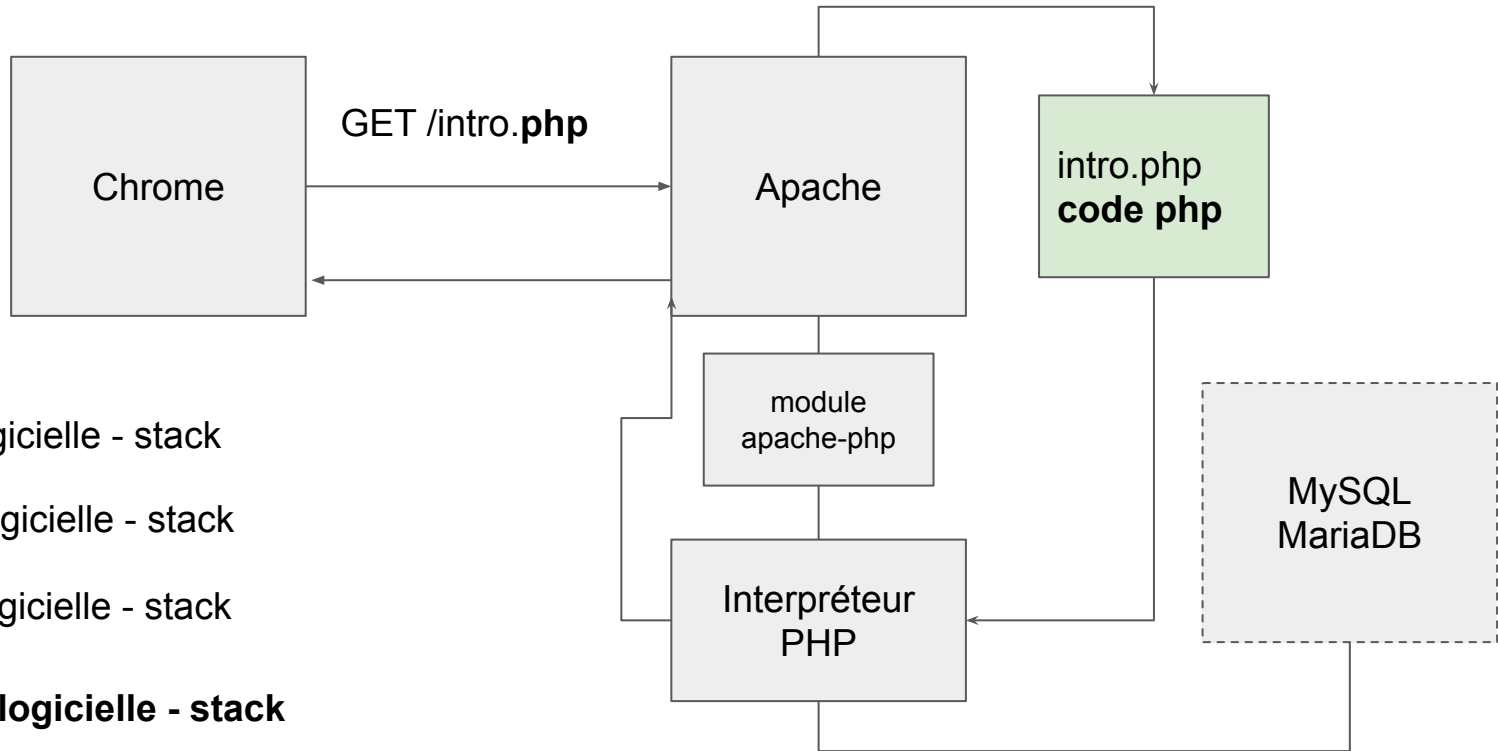 GET /intro.php
Chrome
Apache
intro.php
code php
module
apache-php
gicielle - stack
gicielle - stack
gicielle - stack
logicielle - stack
MySQL
MariaDB
Interpréteur
PHP